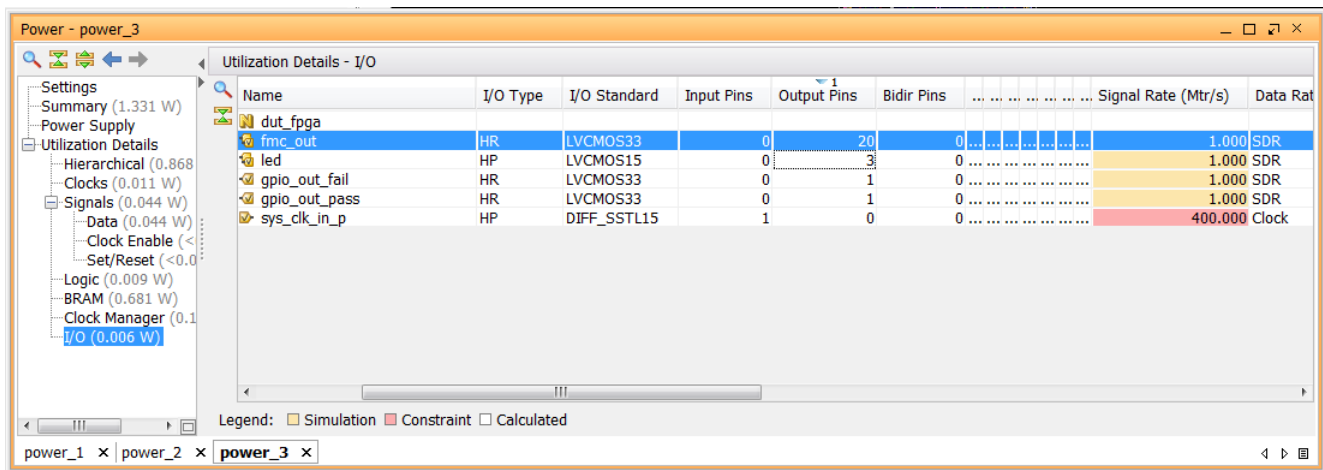 Power - power_3
Utilization Details - I/O
Settings
Summary (1.331 W)
Power Supply
Utilization Details
Hierarchical (0.868
Clocks (0.011 W)
Signals (0.044 W)
Data (0.044 W)
Clock Enable (<
Set/Reset (<0.0
Logic (0.009 W)
BRAM (0.681 W)
Clock Manager (0.1
I/O (0.006 W)
Name I/O Type I/O Standard Input Pins Output Pins 1 Bidir Pins ... ... ... ... ... ... Signal Rate (Mtr/s) Data Rat
dut_fpga
fmc_out HR LVCMOS33 0 20 0 ... ... ... ... ... ... 1.000 SDR
led HP LVCMOS15 0 3 0 ... ... ... ... ... ... 1.000 SDR
gpio_out_fail HR LVCMOS33 0 1 0 ... ... ... ... ... ... 1.000 SDR
gpio_out_pass HR LVCMOS33 0 1 0 ... ... ... ... ... ... 1.000 SDR
sys_clk_in_p HP DIFF_SSTL15 1 0 0 ... ... ... ... ... ... 400.000 Clock
Legend: Simulation Constraint Calculated
power_1 power_2 power_3